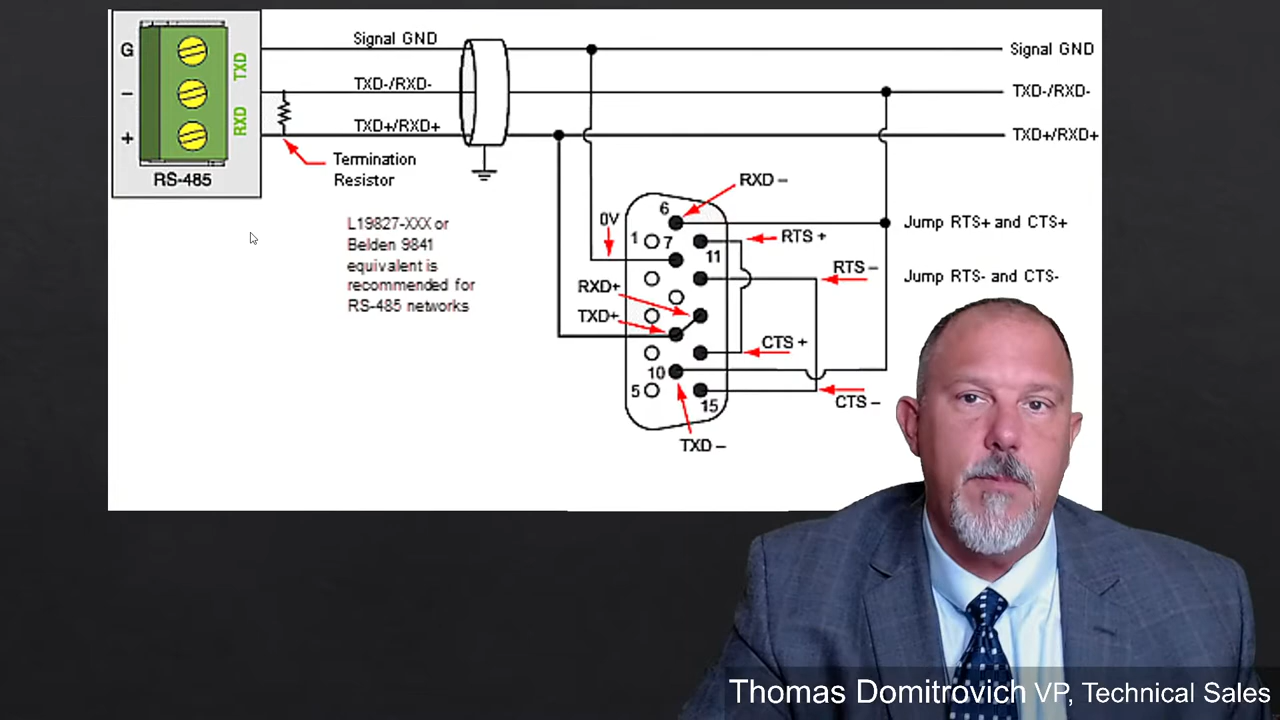 G
Signal GND
Signal GND
TXD
−
TXD-/RXD-
TXD-/RXD-
RXD
+
TXD+/RXD+
TXD+/RXD+
RS-485
Termination
Resistor
L19827-XXX or
Belden 9841
equivalent is
recommended for
RS-485 networks
RXD –
6
0V
1
7
11
RTS +
Jump RTS+ and CTS+
RTS –
Jump RTS- and CTS-
RXD+
TXD+
CTS +
10
5
15
CTS –
TXD –
Thomas Domitrovich VP, Technical Sales